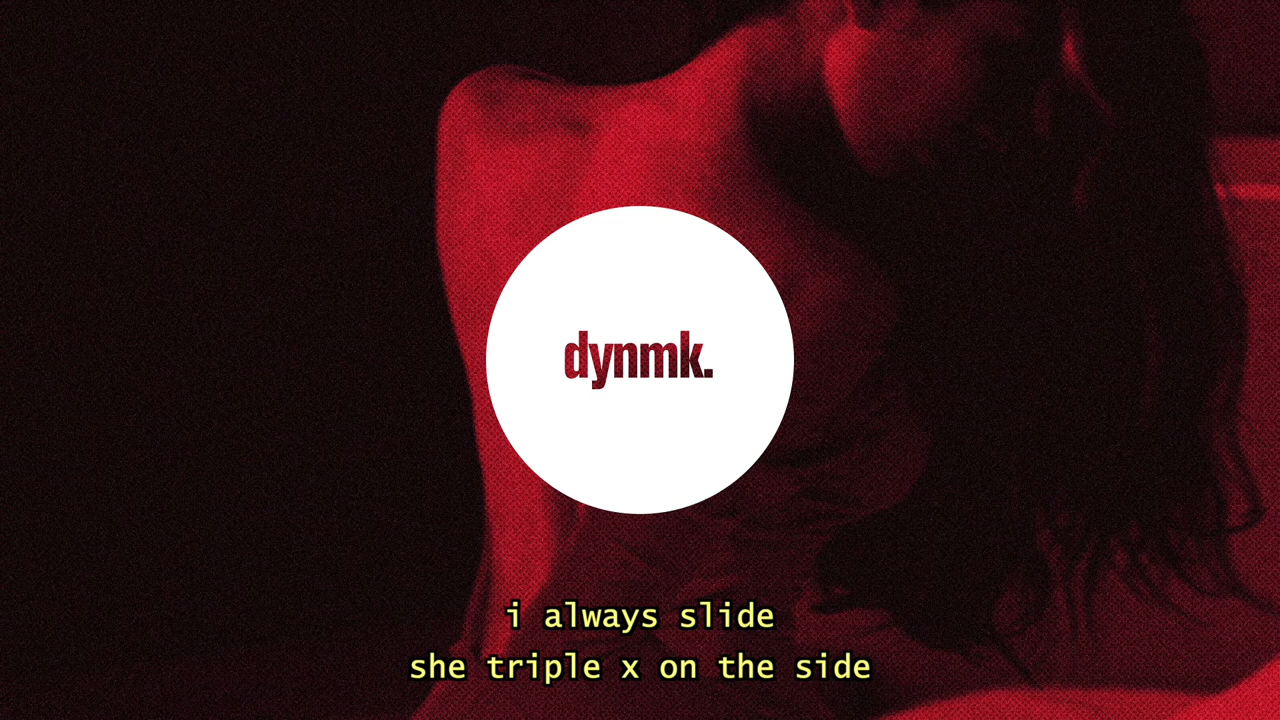 dynmk.
i always slide
she triple x on the side